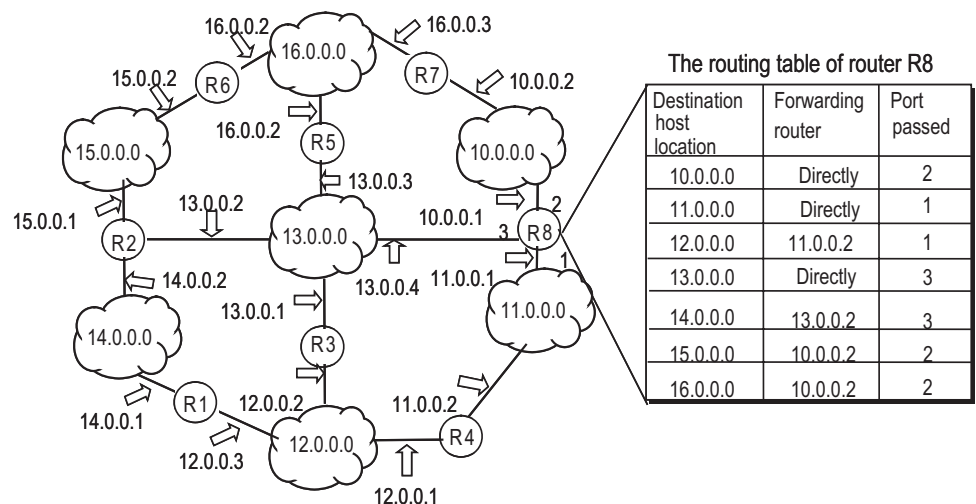 16.0.0.2
16.0.0.3
16.0.0.0
R6
R7
15.0.0.2
10.0.0.2
16.0.0.2
R5
15.0.0.0
10.0.0.0
13.0.0.3
15.0.0.1
13.0.0.2
10.0.0.1
2
R2
13.0.0.0
3
R8
14.0.0.2
13.0.0.4
11.0.0.1
1
13.0.0.1
11.0.0.0
14.0.0.0
R3
14.0.0.1
R1
12.0.0.2
11.0.0.2
12.0.0.3
12.0.0.0
R4
12.0.0.1
The routing table of router R8
Destination host location Forwarding router Port passed
10.0.0.0 Directly 2
11.0.0.0 Directly 1
12.0.0.0 11.0.0.2 1
13.0.0.0 Directly 3
14.0.0.0 13.0.0.2 3
15.0.0.0 10.0.0.2 2
16.0.0.0 10.0.0.2 2